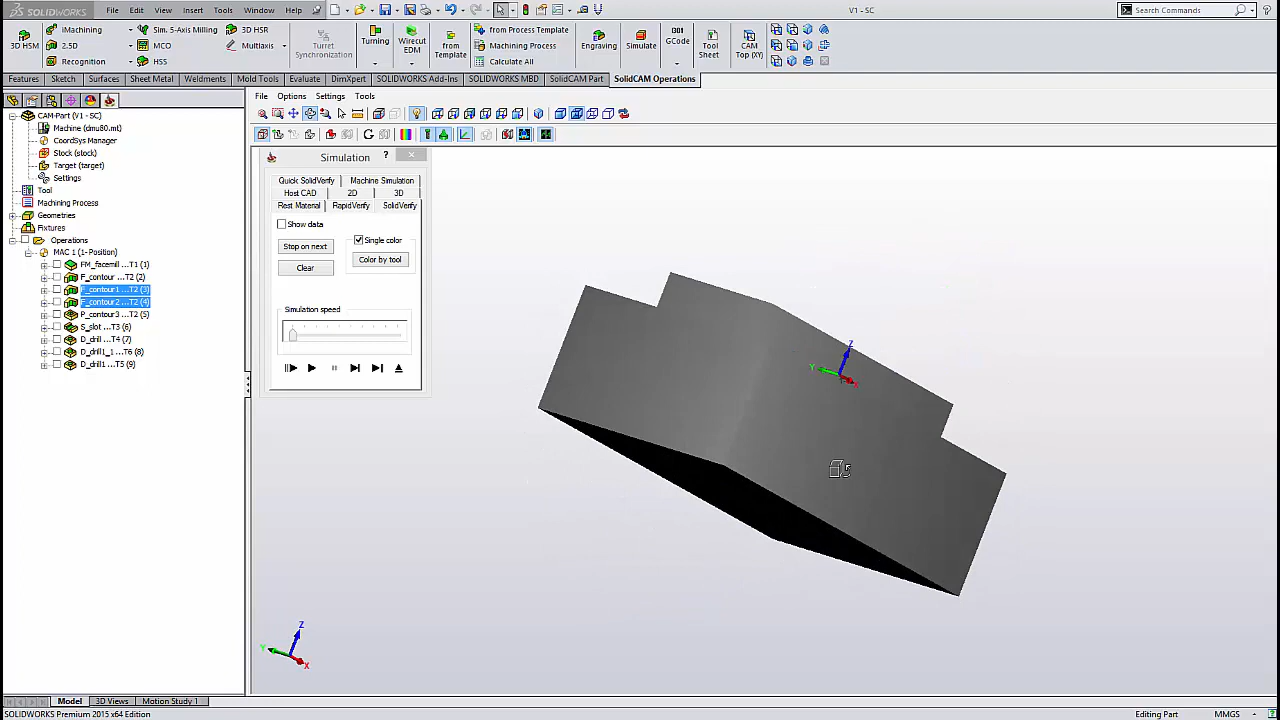 SOLIDWORKS File Edit View Insert Tools Simulation Window Help V1 - SC Search Commands
3D HSM iMachining 2.5D Recognition Sim. 5-Axis Milling MCO HSS 3D HSR Multiaxis Turret Synchronization Turning Wirecut EDM from Template from Process Template Machining Process Calculate All Engraving Simulate GCode Tool Sheet CAM Top (XY)
Features Sketch Surfaces Sheet Metal Weldments Mold Tools Evaluate DimXpert SOLIDWORKS Add-Ins SOLIDWORKS MBD SolidCAM Part SolidCAM Operations
File Options Settings Tools
CAM-Part (V1 - SC)
Machine (dmu80.mt)
CoordSys Manager
Stock (stock)
Target (target)
Settings
Tool
Machining Process
Geometries
Fixtures
Operations
MAC 1 (1- Position)
FM_facemill ...T1 (1)
F_contour ...T2 (2)
F_contour1 ...T2 (3)
F_contour2 ...T2 (4)
P_contour3 ...T2 (5)
S_slot ...T3 (6)
D_drill ...T4 (7)
D_drill1_1 ...T6 (8)
D_drill1 ...T5 (9)
Simulation ?
Quick SolidVerify Machine Simulation
Host CAD 2D 3D
Rest Material RapidVerify SolidVerify
Show data
Stop on next Single color
Clear Color by tool
Simulation speed
Z
Y
X
Z
Y
X
Model 3D Views Motion Study 1
SOLIDWORKS Premium 2015 x64 Edition Editing Part MMGS